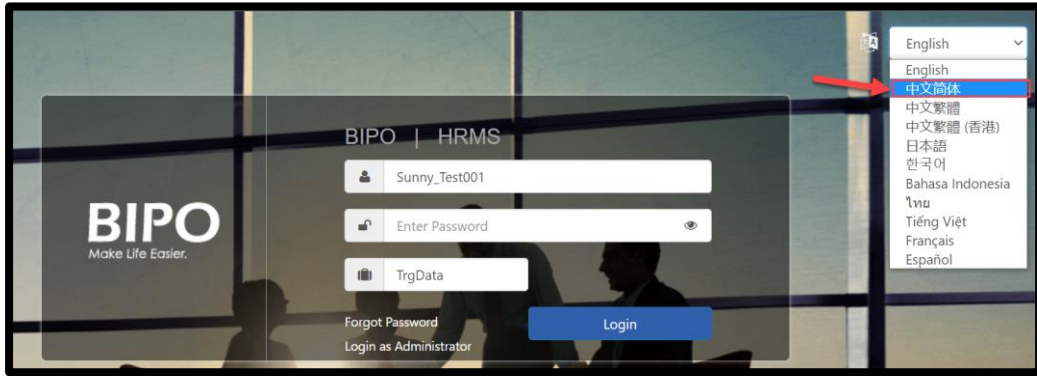 English
English
中文简体
中文繁體
中文繁體 (香港)
日本語
한국어
Bahasa Indonesia
ไทย
Tiếng Việt
Français
Español
BIPO | HRMS
Sunny_Test001
Enter Password
TrgData
Forgot Password
Login
Login as Administrator
BIPO
Make Life Easier.